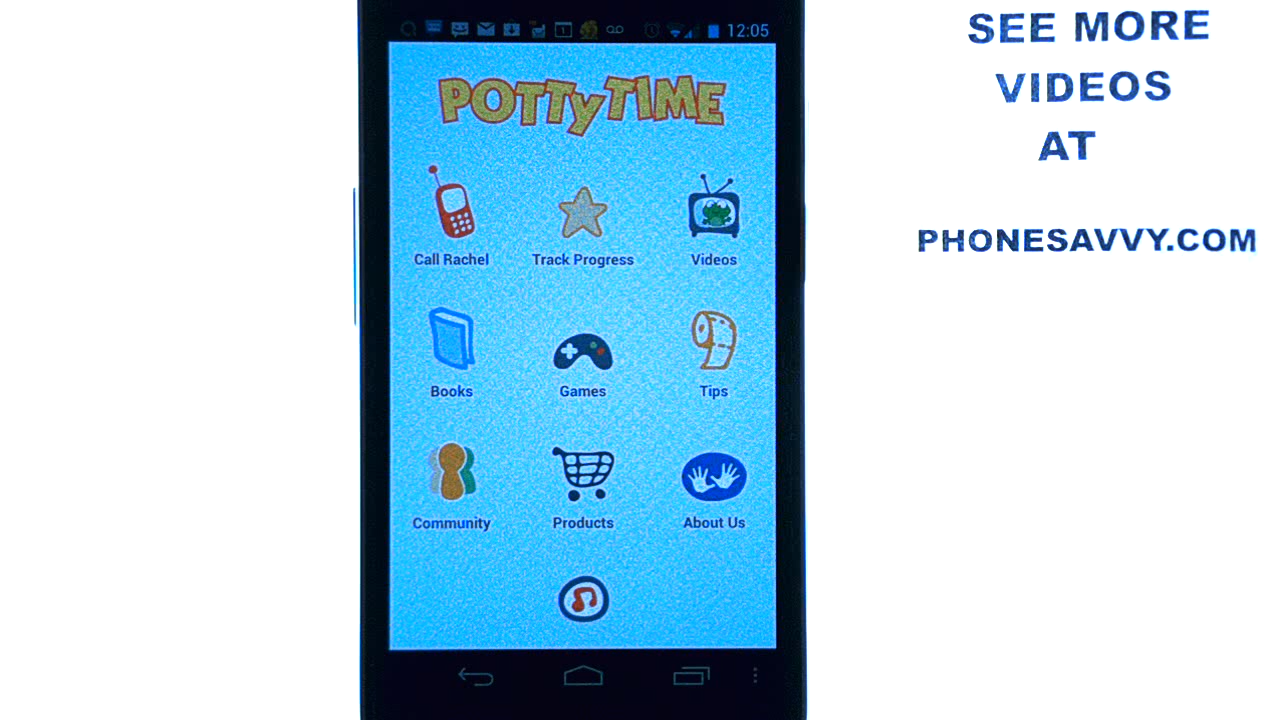 12:05
POTTyTIME
Call Rachel
Track Progress
Videos
Books
Games
Tips
Community
Products
About Us
SEE MORE
VIDEOS
AT
PHONESAVVY.COM